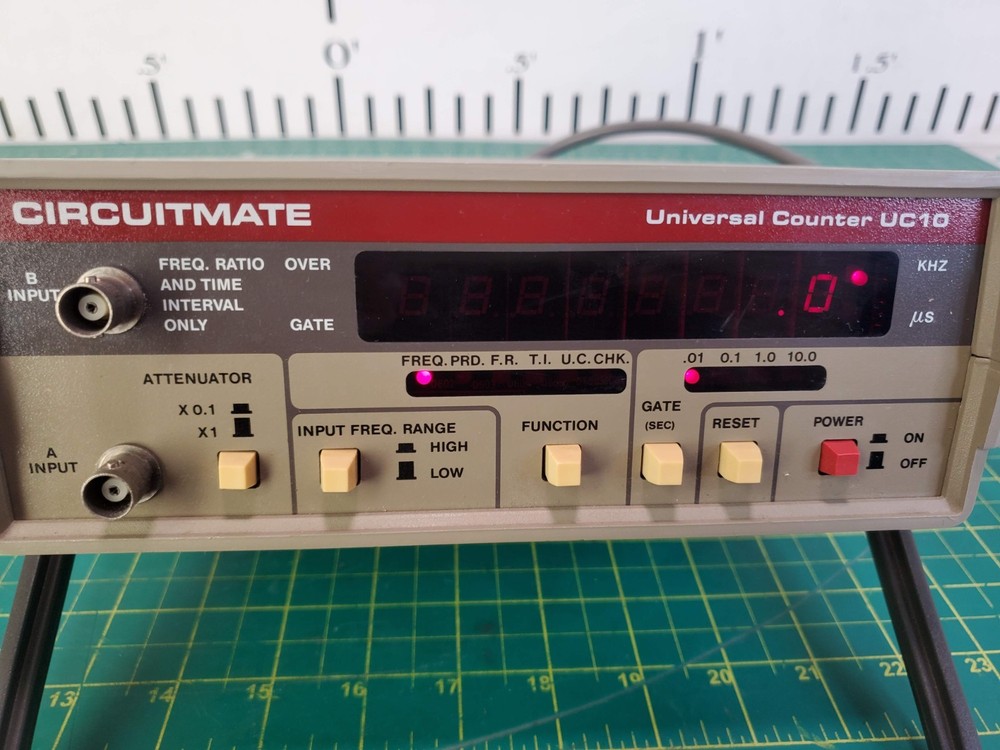 .5'
0'
.5'
1'
1.5'
CIRCUITMATE
Universal Counter UC10
B
INPUT
FREQ. RATIO
AND TIME
INTERVAL
ONLY
OVER
GATE
.0
KHZ
µs
FREQ. PRD. F.R. T.I. U.C. CHK.
.01 0.1 1.0 10.0
ATTENUATOR
X 0.1
X1
A
INPUT
INPUT FREQ. RANGE
HIGH
LOW
FUNCTION
GATE
(SEC)
RESET
POWER
ON
OFF
13 14 15 16 17 18 19 20 22 23